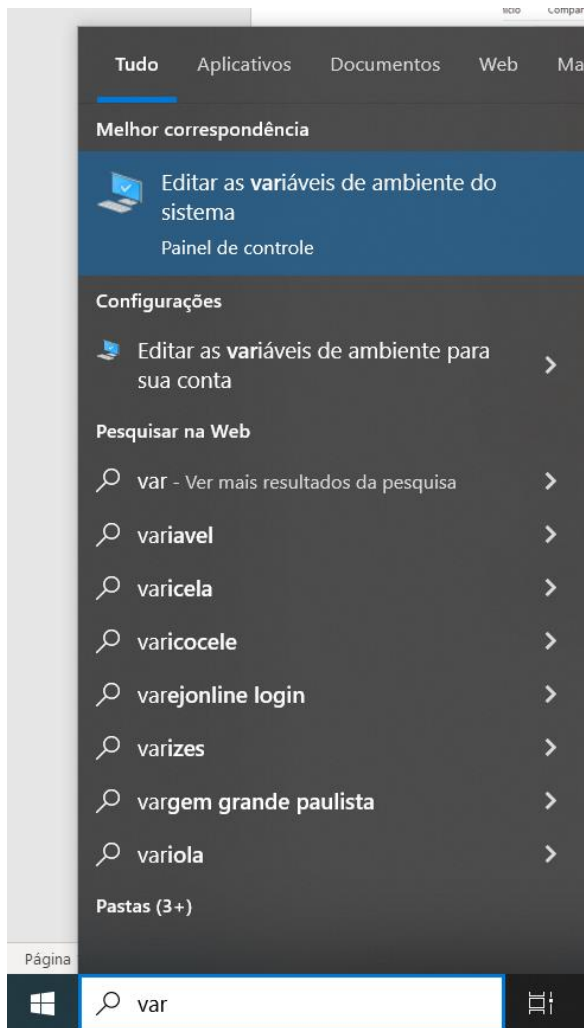 Tudo Aplicativos Documentos Web Ma
Melhor correspondência
Editar as variáveis de ambiente do
sistema
Painel de controle
Configurações
Editar as variáveis de ambiente para
sua conta
Pesquisar na Web
var - Ver mais resultados da pesquisa
variavel
varicela
varicocele
varejonline login
varizes
vargem grande paulista
variola
Pastas (3+)
Página
var